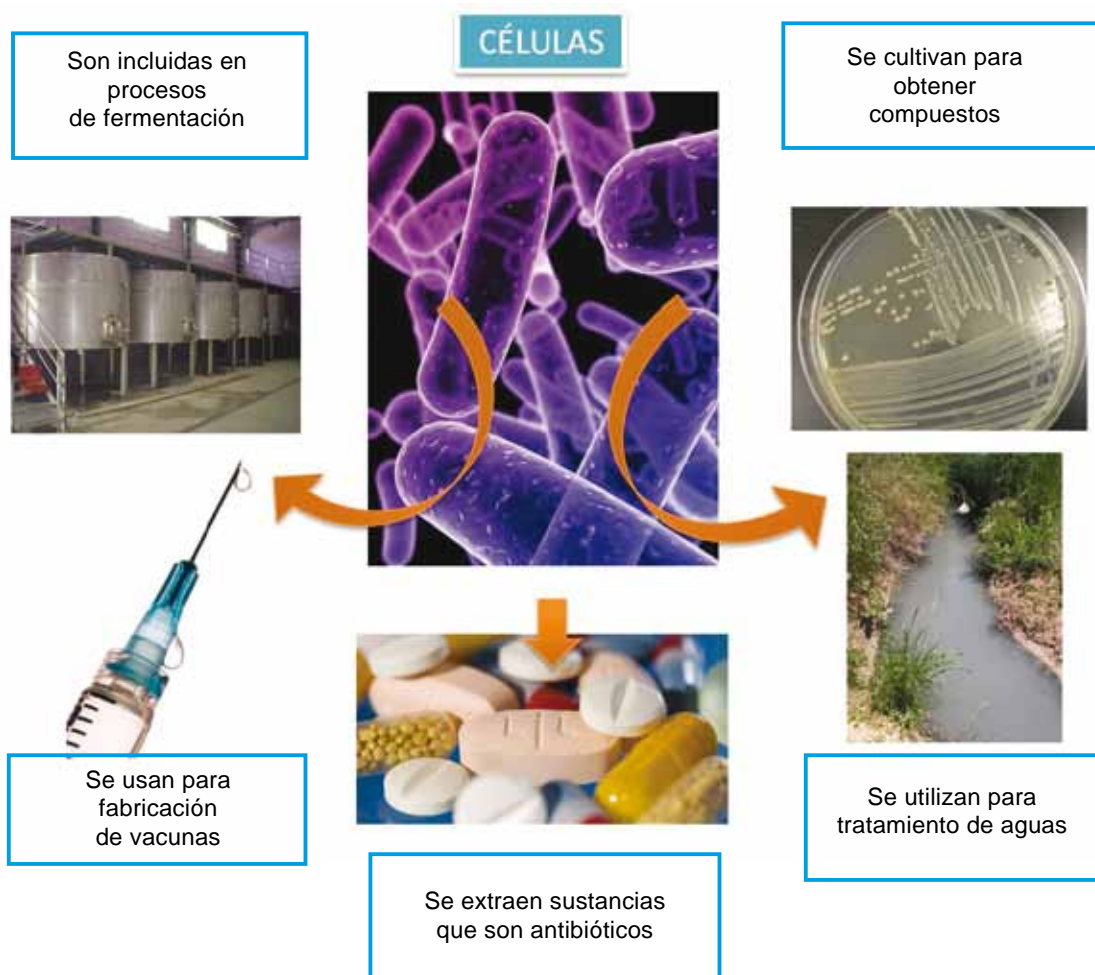 CÉLULAS
Son incluidas en
procesos
de fermentación
Se cultivan para
obtener
compuestos
Se usan para
fabricación
de vacunas
Se utilizan para
tratamiento de aguas
Se extraen sustancias
que son antibióticos